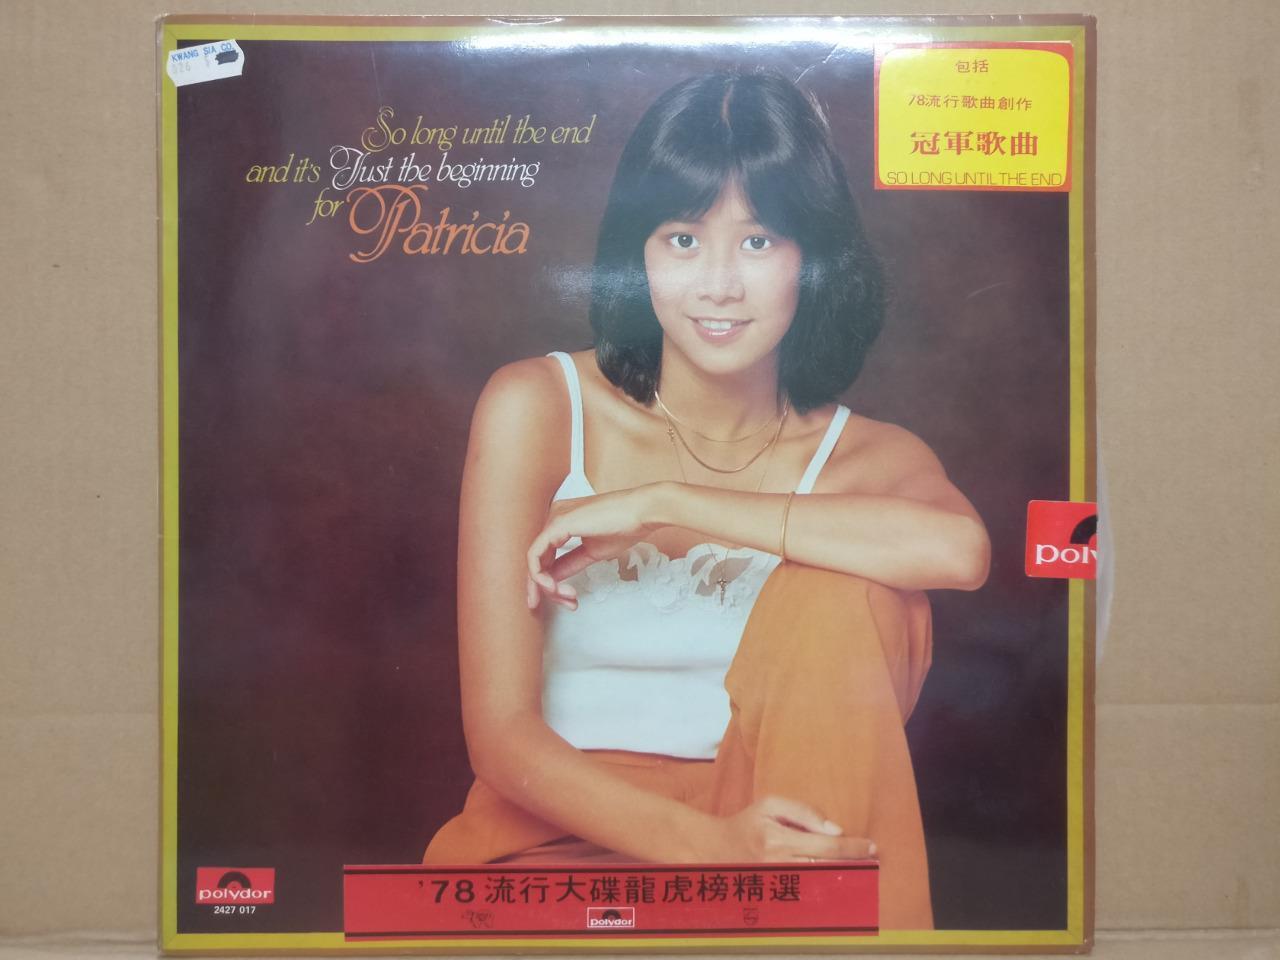 KWANG SIA CO.
So long until the end
and it's Just the beginning
for Patricia
包括
78流行歌曲創作
冠軍歌曲
SO LONG UNTIL THE END
poly
polydor
2427 017
'78 流行大碟龍虎榜精選
polydor